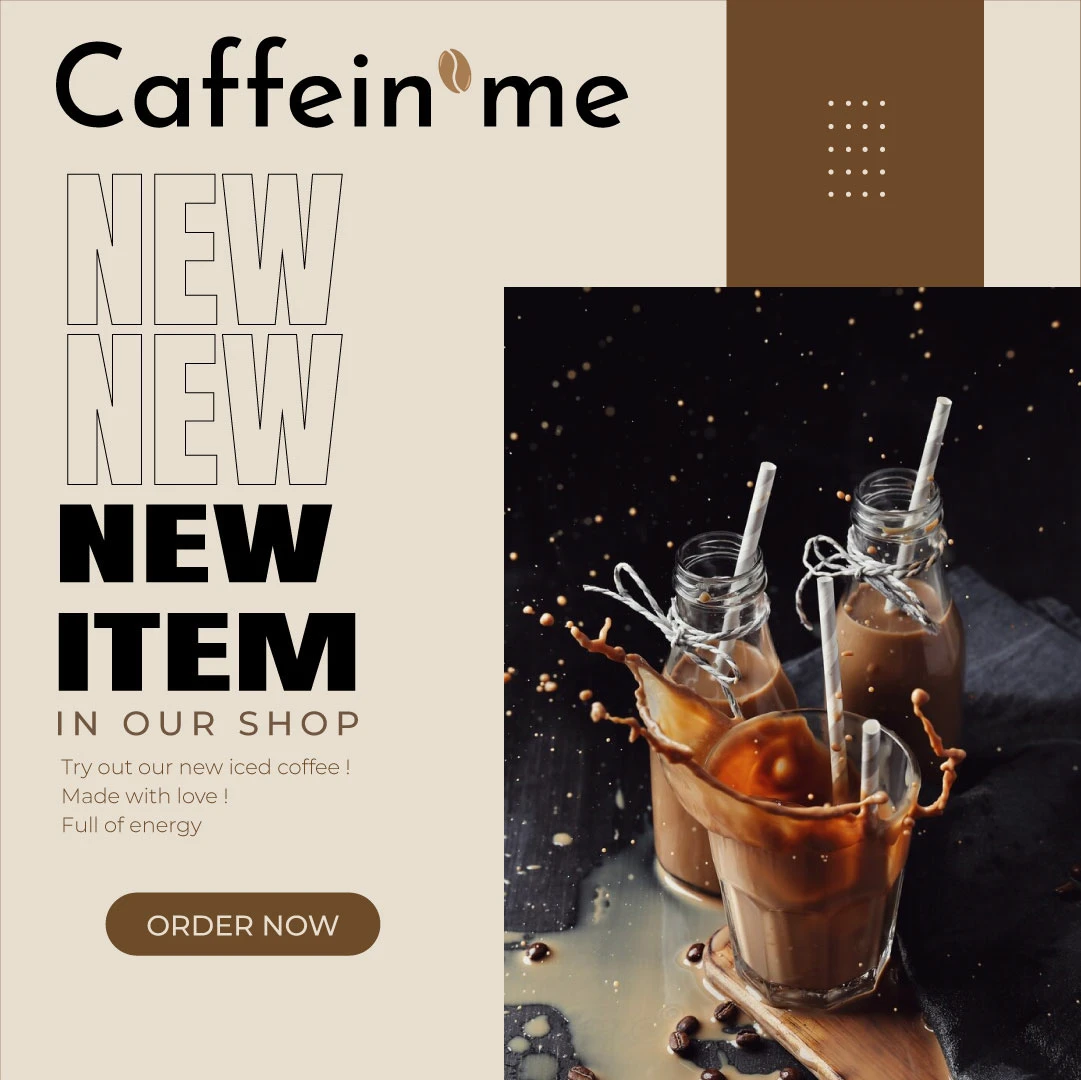 Caffein me
NEW
NEW
NEW
ITEM
IN OUR SHOP
Try out our new iced coffee !
Made with love !
Full of energy
ORDER NOW